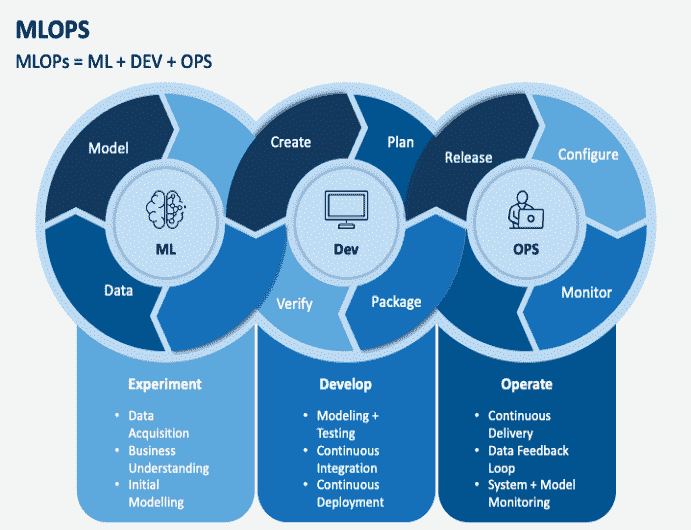 MLOPS
MLOPs = ML + DEV + OPS
Model
Create
Plan
Release
Configure
ML
Dev
OPS
Data
Verify
Package
Monitor
Experiment
• Data
Acquisition
• Business
Understanding
• Initial
Modelling
Develop
• Modeling +
Testing
• Continuous
Integration
• Continuous
Deployment
Operate
• Continuous
Delivery
• Data Feedback
Loop
• System + Model
Monitoring